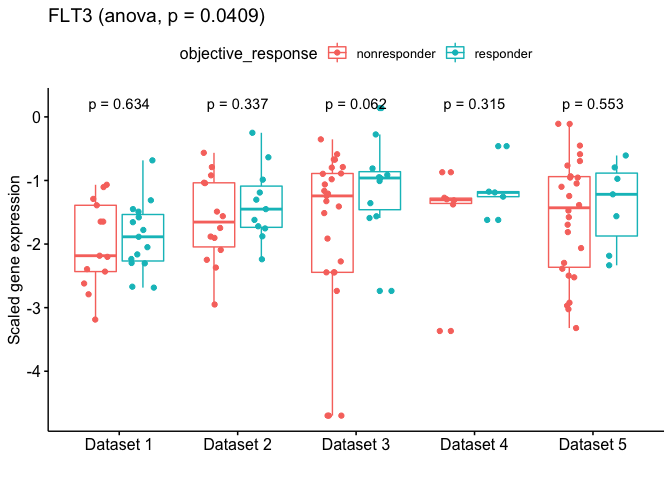 FLT3 (anova, p = 0.0409)
objective_response nonresponder responder
p = 0.634 p = 0.337 p = 0.062 p = 0.315 p = 0.553
0
-1
-2
-3
-4
Scaled gene expression
Dataset 1 Dataset 2 Dataset 3 Dataset 4 Dataset 5